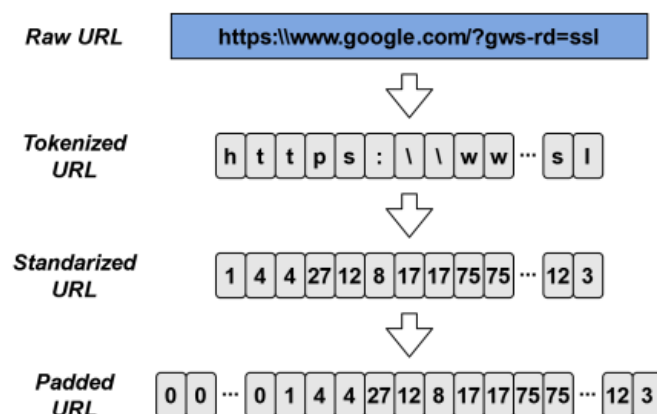 Raw URL
https:\\www.google.com/?gws-rd=ssl
Tokenized
URL
h t t p s : \ \ w w ... s l
Standarized
URL
1 4 4 27 12 8 17 17 75 75 ... 12 3
Padded
URL
0 0 ... 0 1 4 4 27 12 8 17 17 75 75 ... 12 3